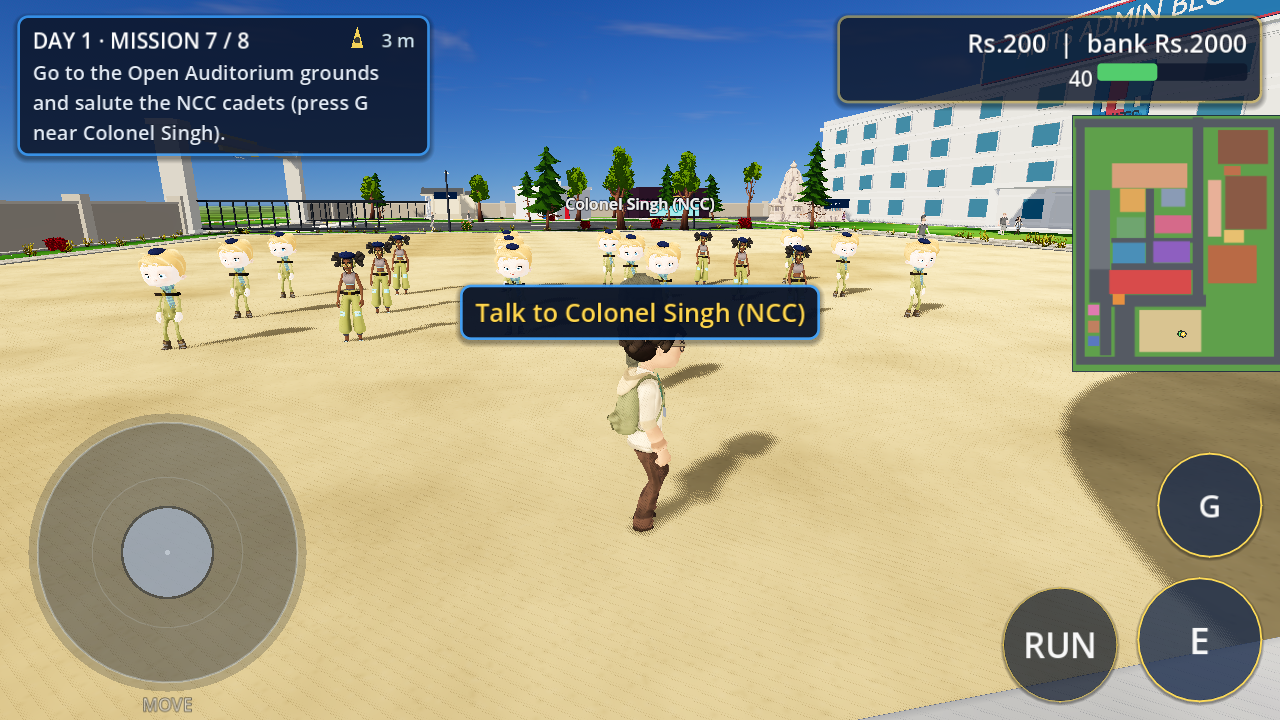 DAY 1 · MISSION 7 / 8
3 m
Go to the Open Auditorium grounds
and salute the NCC cadets (press G
near Colonel Singh).
Rs.200 | bank Rs.2000
40
ADMIN
Colonel Singh (NCC)
Talk to Colonel Singh (NCC)
G
RUN
E
MOVE